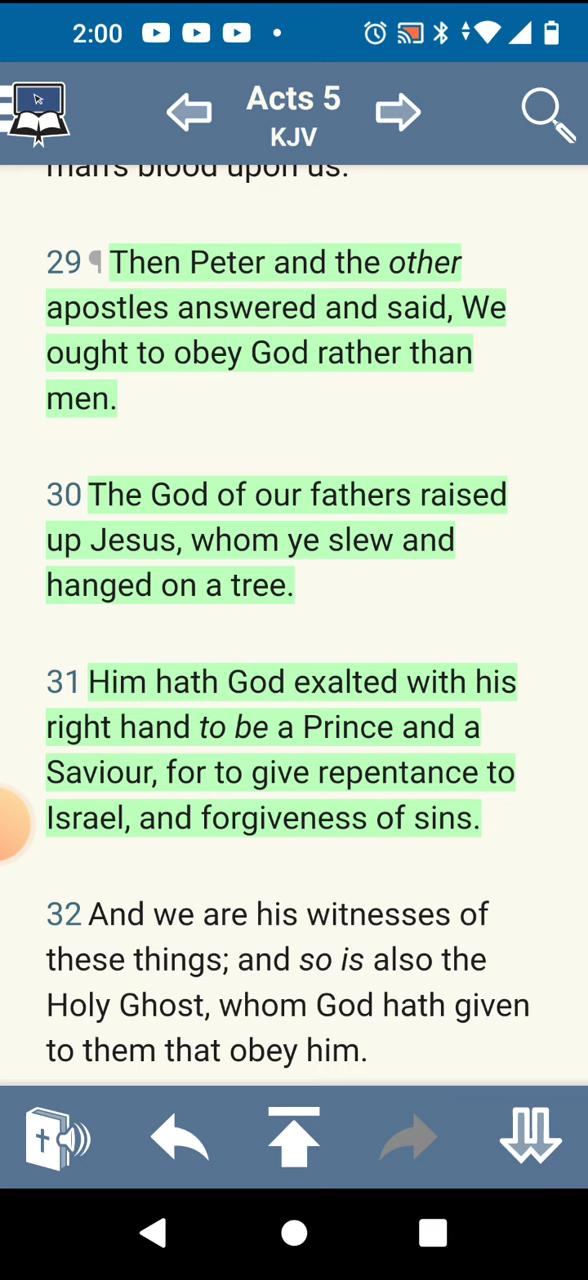 2:00
Acts 5
KJV
man's blood upon us.
29 ¶ Then Peter and the other
apostles answered and said, We
ought to obey God rather than
men.
30 The God of our fathers raised
up Jesus, whom ye slew and
hanged on a tree.
31 Him hath God exalted with his
right hand to be a Prince and a
Saviour, for to give repentance to
Israel, and forgiveness of sins.
32 And we are his witnesses of
these things; and so is also the
Holy Ghost, whom God hath given
to them that obey him.